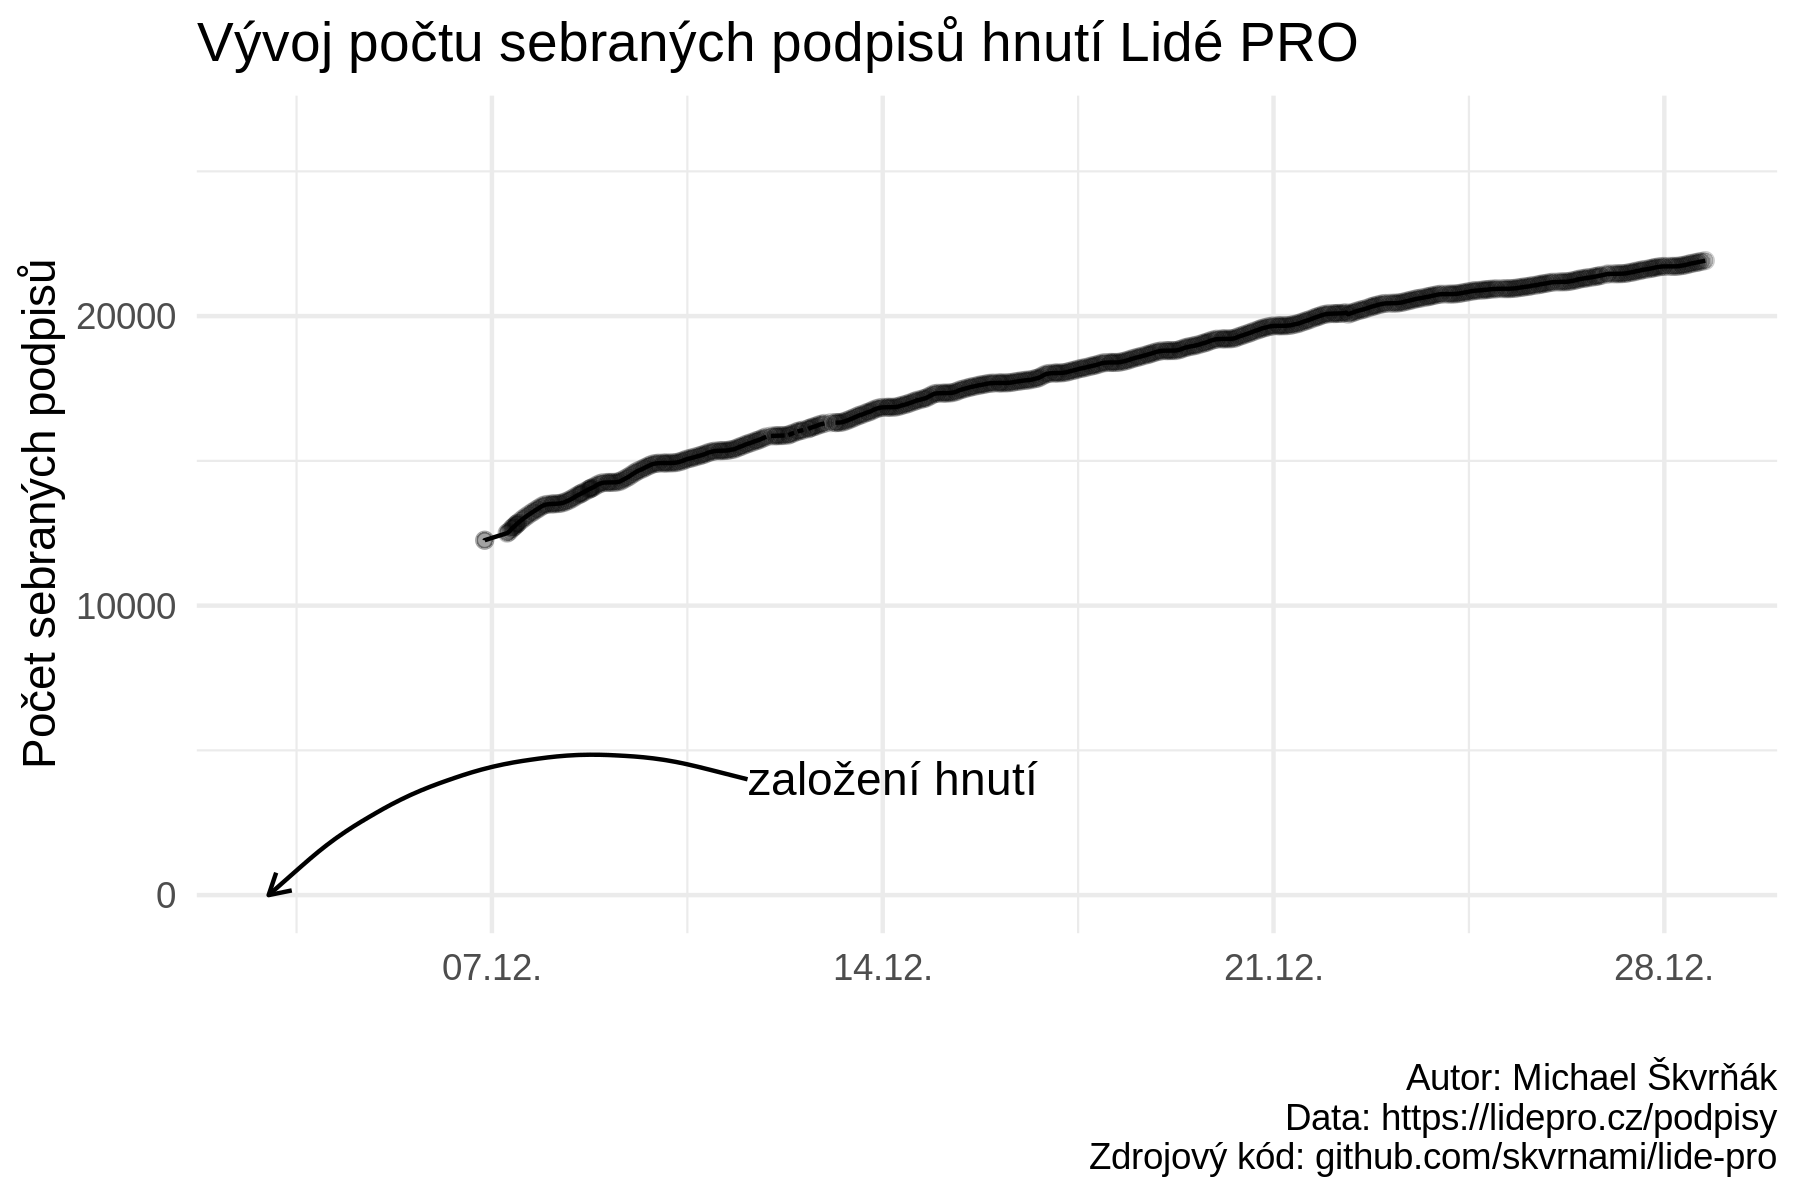 Vývoj počtu sebraných podpisů hnutí Lidé PRO
Počet sebraných podpisů
20000
10000
0
založení hnutí
07.12.
14.12.
21.12.
28.12.
Autor: Michael Škvrňák
Data: https://lidepro.cz/podpisy
Zdrojový kód: github.com/skvrnami/lide-pro